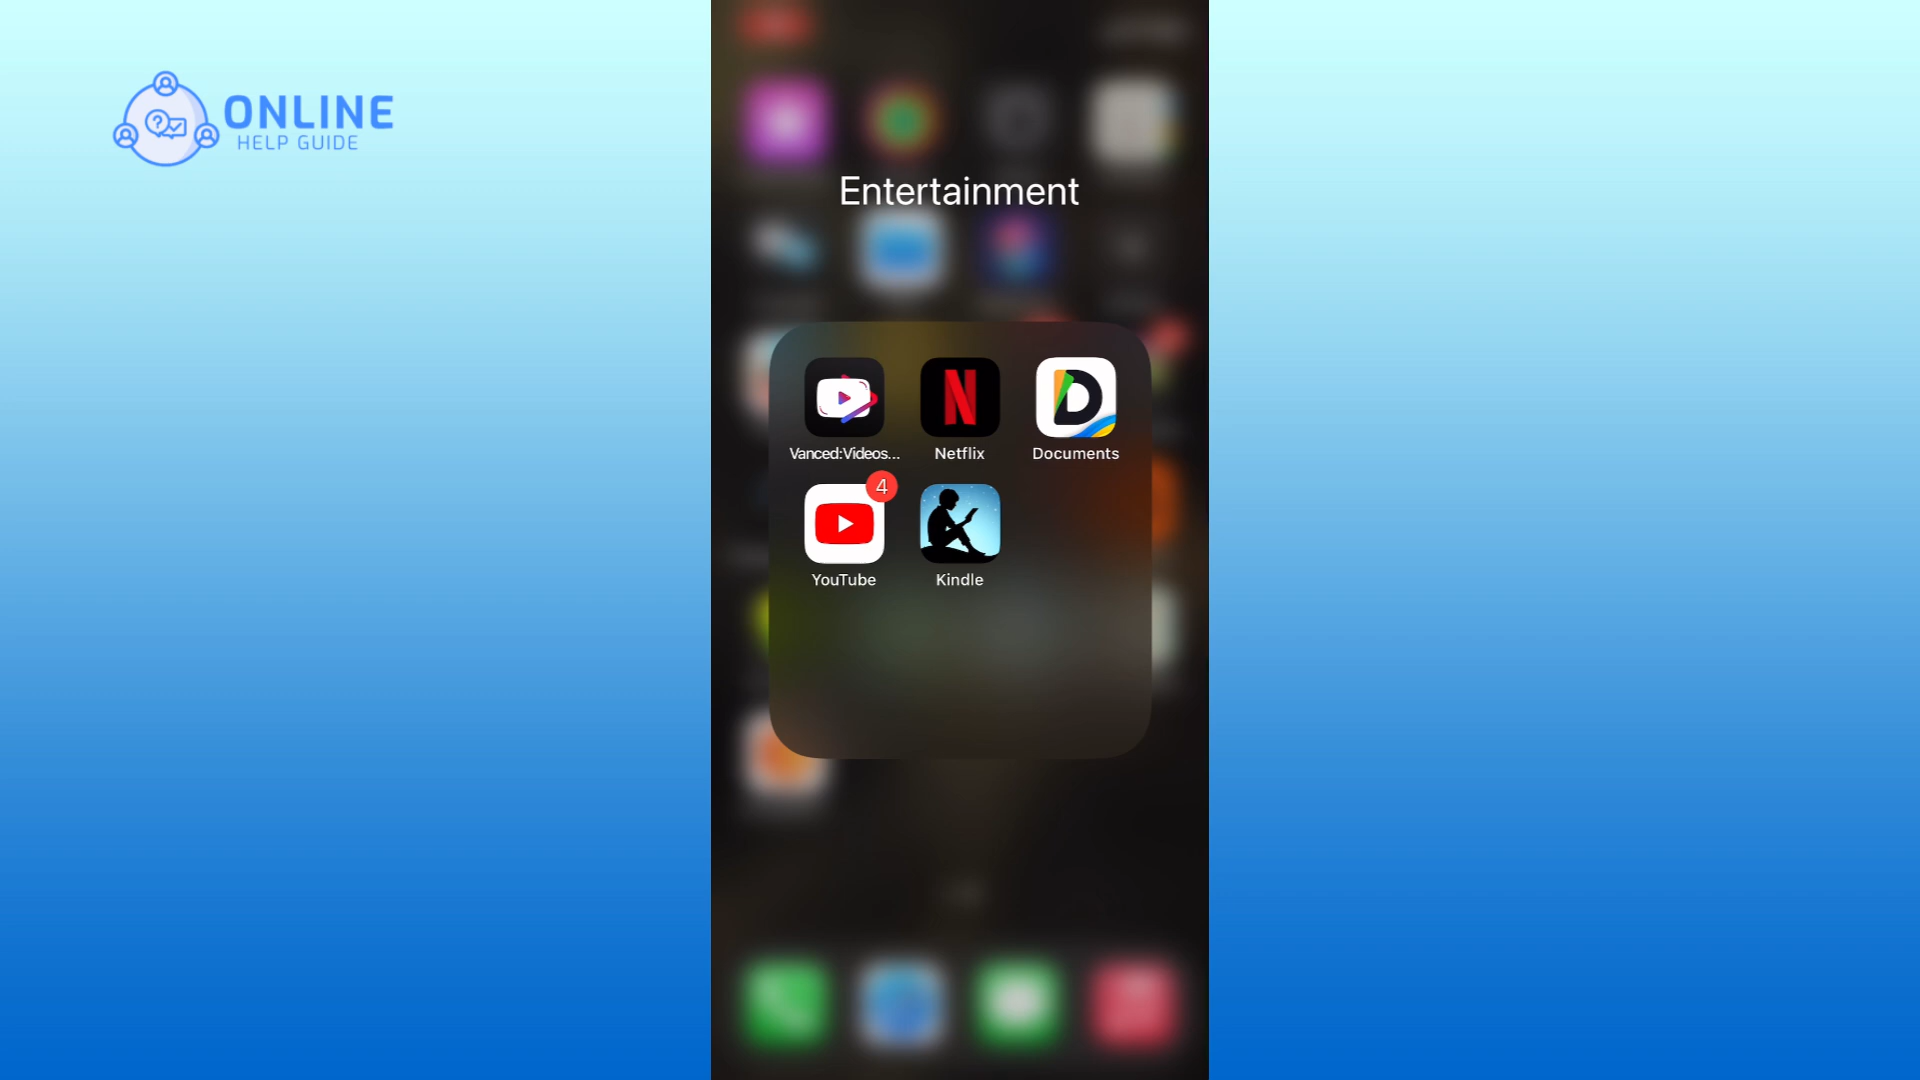 ONLINE
HELP GUIDE
Entertainment
Vanced:Videos...
Netflix
Documents
4
YouTube
Kindle